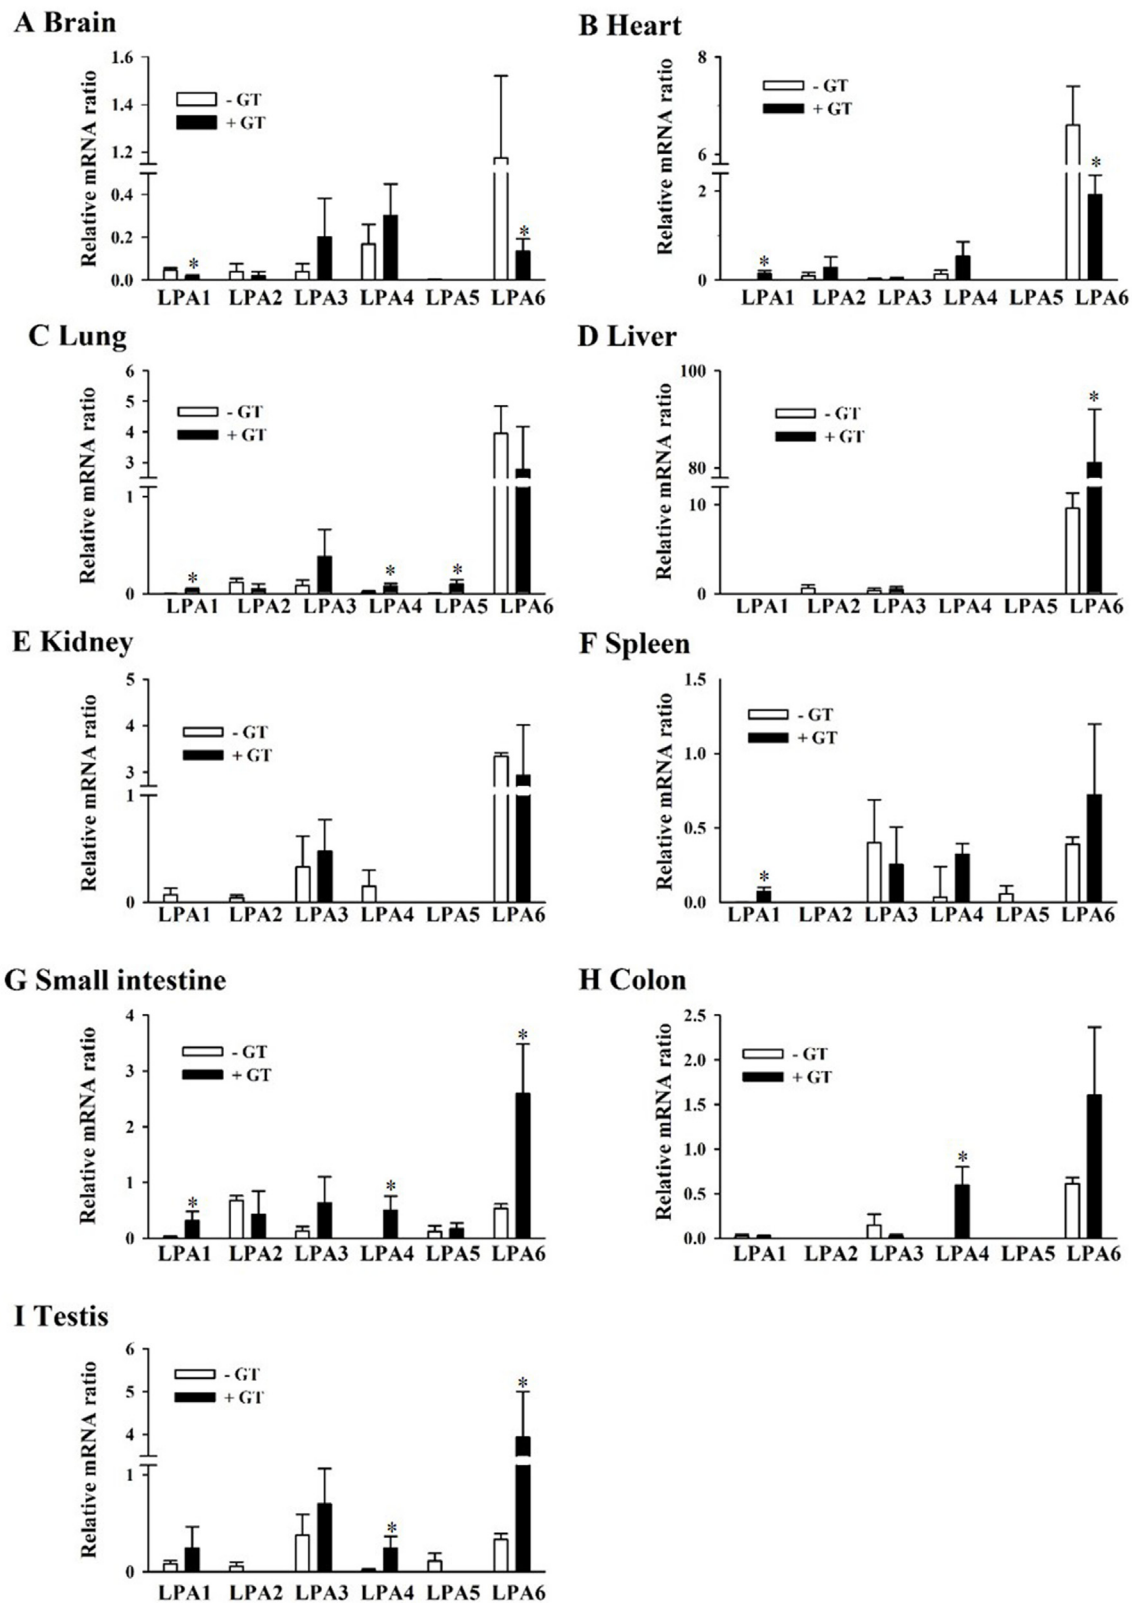 A Brain
Relative mRNA ratio
1.6
1.4
1.2
0.4
0.2
0.0
- GT
+ GT
*
*
LPA1 LPA2 LPA3 LPA4 LPA5 LPA6
B Heart
Relative mRNA ratio
8
6
2
0
- GT
+ GT
*
*
LPA1 LPA2 LPA3 LPA4 LPA5 LPA6
C Lung
Relative mRNA ratio
6
5
4
3
1
0
- GT
+ GT
*
*
*
LPA1 LPA2 LPA3 LPA4 LPA5 LPA6
D Liver
Relative mRNA ratio
100
80
10
0
- GT
+ GT
*
LPA1 LPA2 LPA3 LPA4 LPA5 LPA6
E Kidney
Relative mRNA ratio
5
4
3
1
0
- GT
+ GT
LPA1 LPA2 LPA3 LPA4 LPA5 LPA6
F Spleen
Relative mRNA ratio
1.5
1.0
0.5
0.0
- GT
+ GT
*
LPA1 LPA2 LPA3 LPA4 LPA5 LPA6
G Small intestine
Relative mRNA ratio
4
3
2
1
0
- GT
+ GT
*
*
*
LPA1 LPA2 LPA3 LPA4 LPA5 LPA6
H Colon
Relative mRNA ratio
2.5
2.0
1.5
1.0
0.5
0.0
- GT
+ GT
*
LPA1 LPA2 LPA3 LPA4 LPA5 LPA6
I Testis
Relative mRNA ratio
6
5
4
1
0
- GT
+ GT
*
*
LPA1 LPA2 LPA3 LPA4 LPA5 LPA6